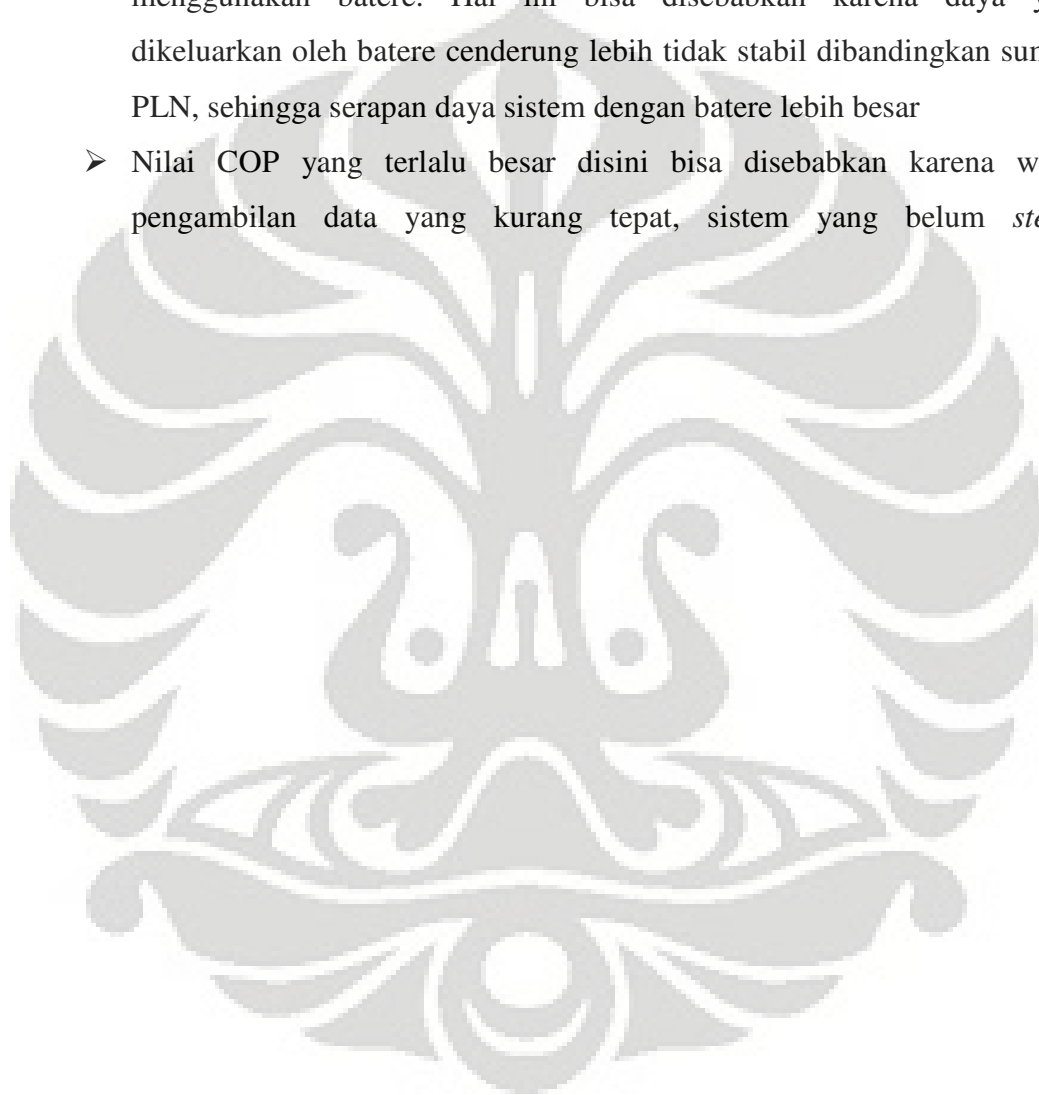 menggunakan batere. Hal ini bisa disebabkan karena daya
dikeluarkan oleh batere cenderung lebih tidak stabil dibandingkan
PLN, sehingga serapan daya sistem dengan batere lebih besar
➢ Nilai COP yang terlalu besar disini bisa disebabkan karena
pengambilan data yang kurang tepat, sistem yang belum